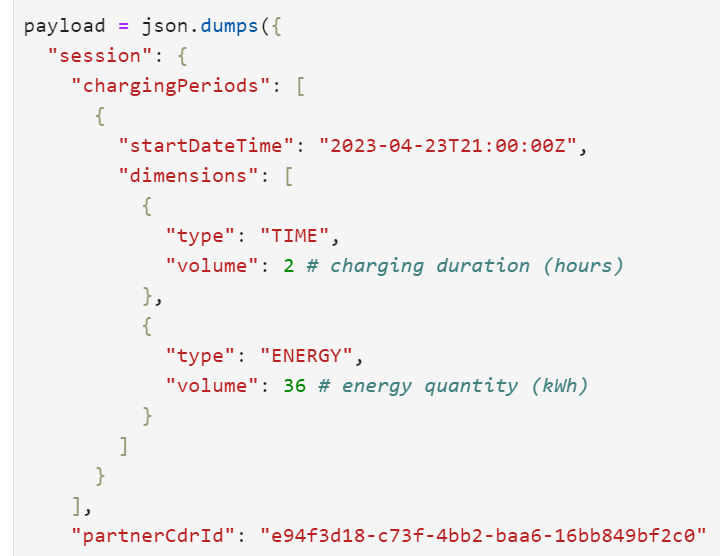 payload = json.dumps({
  "session": {
    "chargingPeriods": [
      {
        "startDateTime": "2023-04-23T21:00:00Z",
        "dimensions": [
          {
            "type": "TIME",
            "volume": 2 # charging duration (hours)
          },
          {
            "type": "ENERGY",
            "volume": 36 # energy quantity (kWh)
          }
        ]
      }
    ],
    "partnerCdrId": "e94f3d18-c73f-4bb2-baa6-16bb849bf2c0"